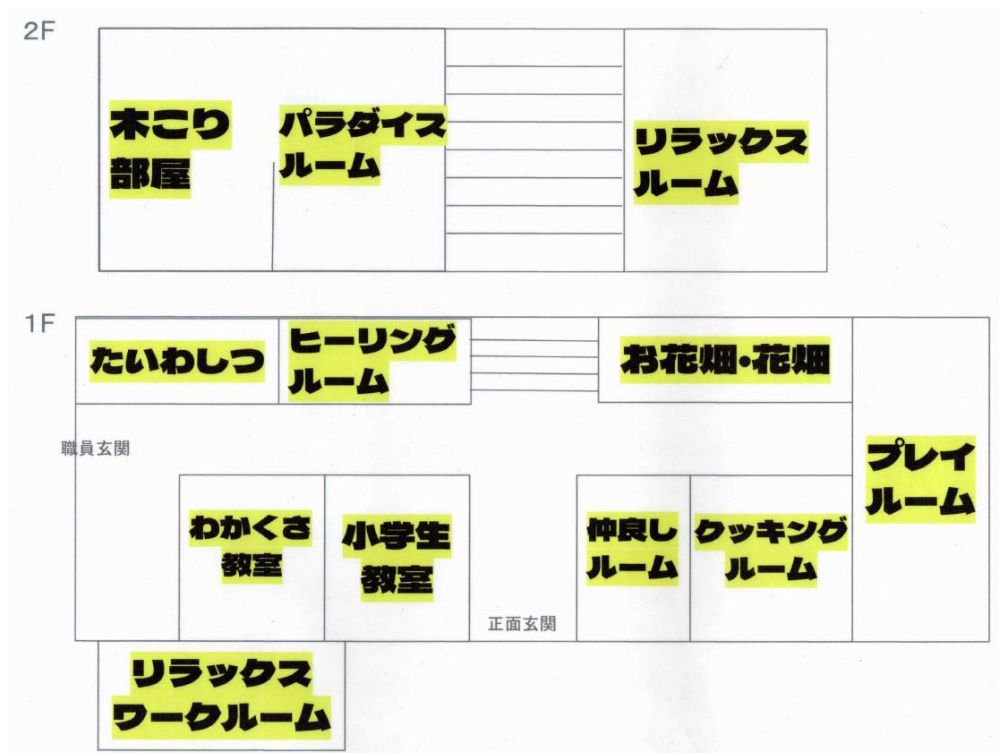 2F
木こり
部屋
パラダイス
ルーム
リラックス
ルーム
1F
たいわしつ
ヒーリング
ルーム
お花畑・花畑
職員玄関
プレイ
ルーム
わかくさ
教室
小学生
教室
仲良し
ルーム
クッキング
ルーム
正面玄関
リラックス
ワークルーム